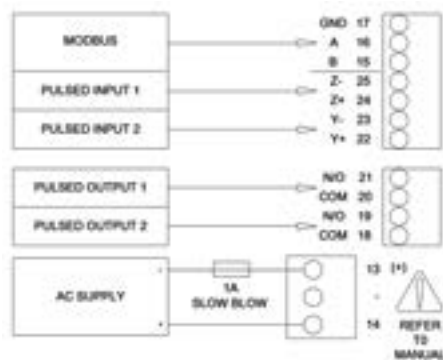 GND 17
MODBUS A 16
B 15
PULSED INPUT 1 Z- 25
Z+ 24
PULSED INPUT 2 Y- 23
Y+ 22
PULSED OUTPUT 1 N/O 21
COM 20
PULSED OUTPUT 2 N/O 19
COM 18
- 13 (+)
AC SUPPLY 1A -
SLOW BLOW
+ 14 REFER
TO
MANUAL